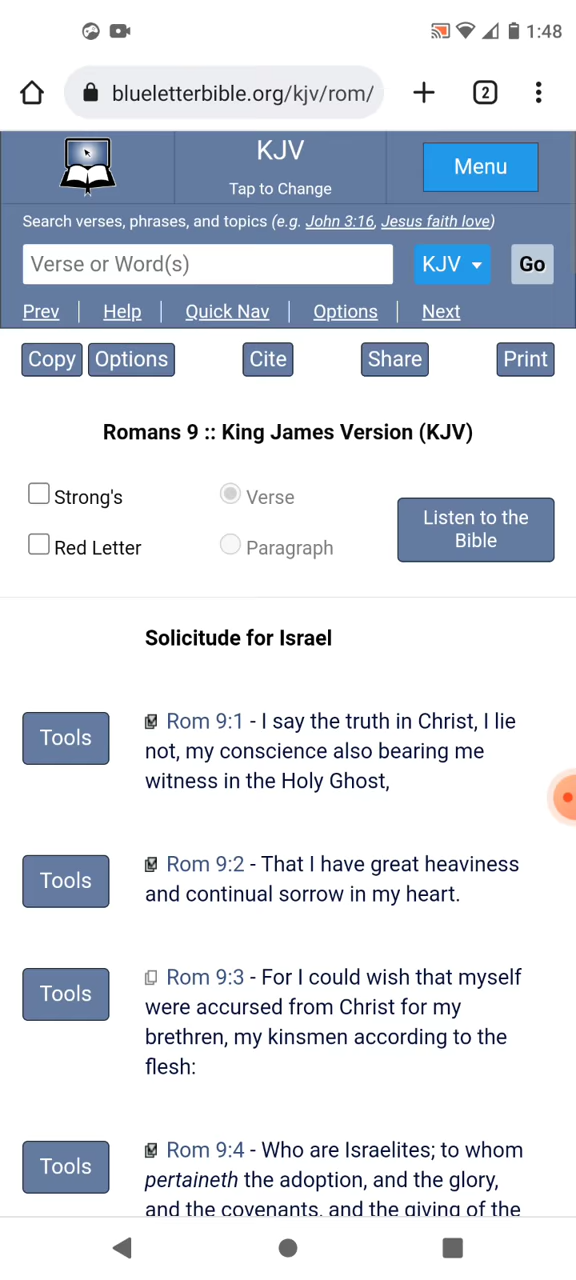 1:48
blueletterbible.org/kjv/rom/
2
KJV
Tap to Change
Menu
Search verses, phrases, and topics (e.g. John 3:16, Jesus faith love)
Verse or Word(s)
KJV
Go
Prev | Help | Quick Nav | Options | Next
Copy Options Cite Share Print
Romans 9 :: King James Version (KJV)
Strong's
Verse
Red Letter
Paragraph
Listen to the
Bible
Solicitude for Israel
Tools
Rom 9:1 - I say the truth in Christ, I lie
not, my conscience also bearing me
witness in the Holy Ghost,
Tools
Rom 9:2 - That I have great heaviness
and continual sorrow in my heart.
Tools
Rom 9:3 - For I could wish that myself
were accursed from Christ for my
brethren, my kinsmen according to the
flesh:
Tools
Rom 9:4 - Who are Israelites; to whom
pertaineth the adoption, and the glory,
and the covenants, and the giving of the